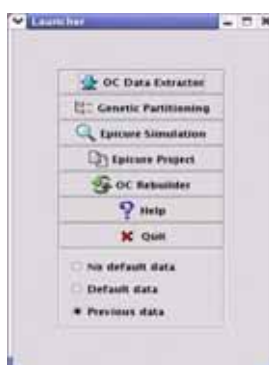 Launcher
OC Data Extractor
Genetic Partitioning
Epicure Simulation
Epicure Project
OC Rebuilder
Help
Quit
No default data
Default data
Previous data